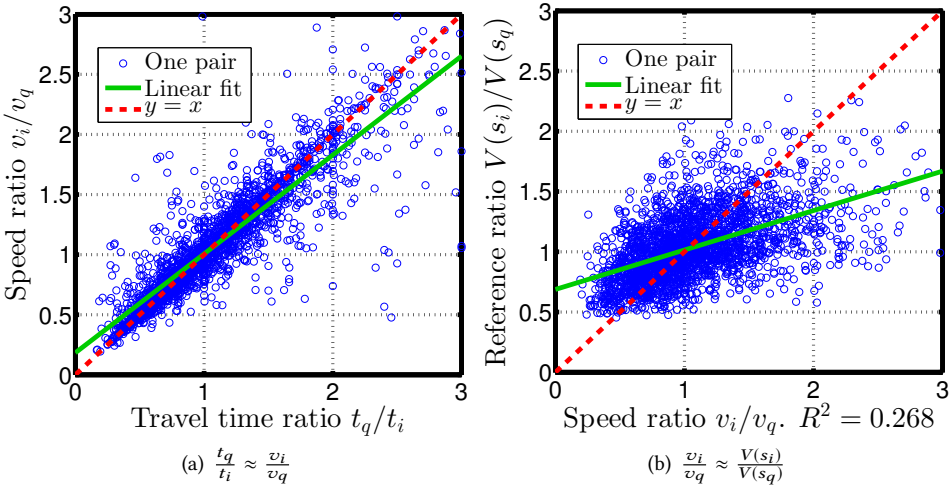 3
2.5
2
1.5
1
0.5
0
0 1 2 3
Speed ratio v_i/v_q
One pair
Linear fit
y = x
Travel time ratio t_q/t_i
(a) t_q/t_i ≈ v_i/v_q
3
2.5
2
1.5
1
0.5
0
0 1 2 3
Reference ratio V(s_i)/V(s_q)
One pair
Linear fit
y = x
Speed ratio v_i/v_q. R^2 = 0.268
(b) v_i/v_q ≈ V(s_i)/V(s_q)